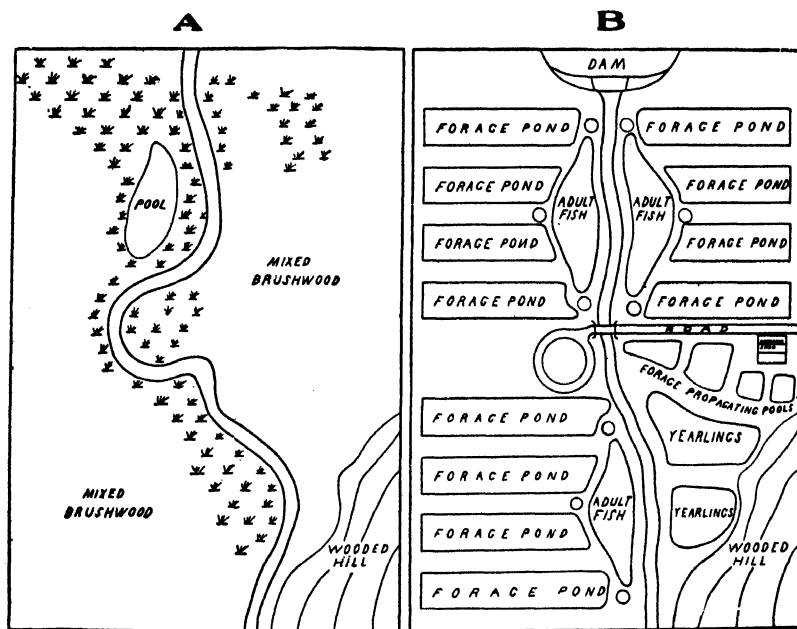 A
POOL
MIXED
BRUSHWOOD
MIXED
BRUSHWOOD
WOODED
HILL
B
DAM
FORAGE POND
FORAGE POND
FORAGE POND
ADULT
FISH
ADULT
FISH
FORAGE POND
FORAGE POND
FORAGE POND
FORAGE POND
FORAGE POND
ROAD
FORAGE PROPAGATING POOLS
FORAGE POND
YEARLINGS
FORAGE POND
ADULT
FISH
YEARLINGS
FORAGE POND
WOODED
HILL
FORAGE POND